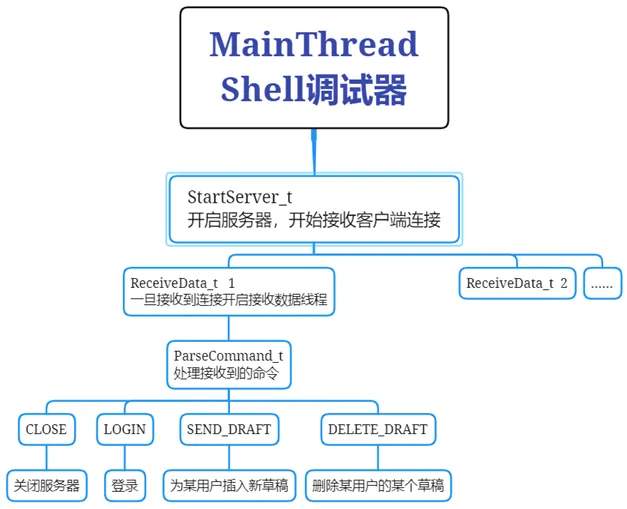 MainThread
Shell调试器
StartServer_t
开启服务器，开始接收客户端连接
ReceiveData_t 1
一旦接收到连接开启接收数据线程
ReceiveData_t 2
......
ParseCommand_t
处理接收到的命令
CLOSE
LOGIN
SEND_DRAFT
DELETE_DRAFT
关闭服务器
登录
为某用户插入新草稿
删除某用户的某个草稿